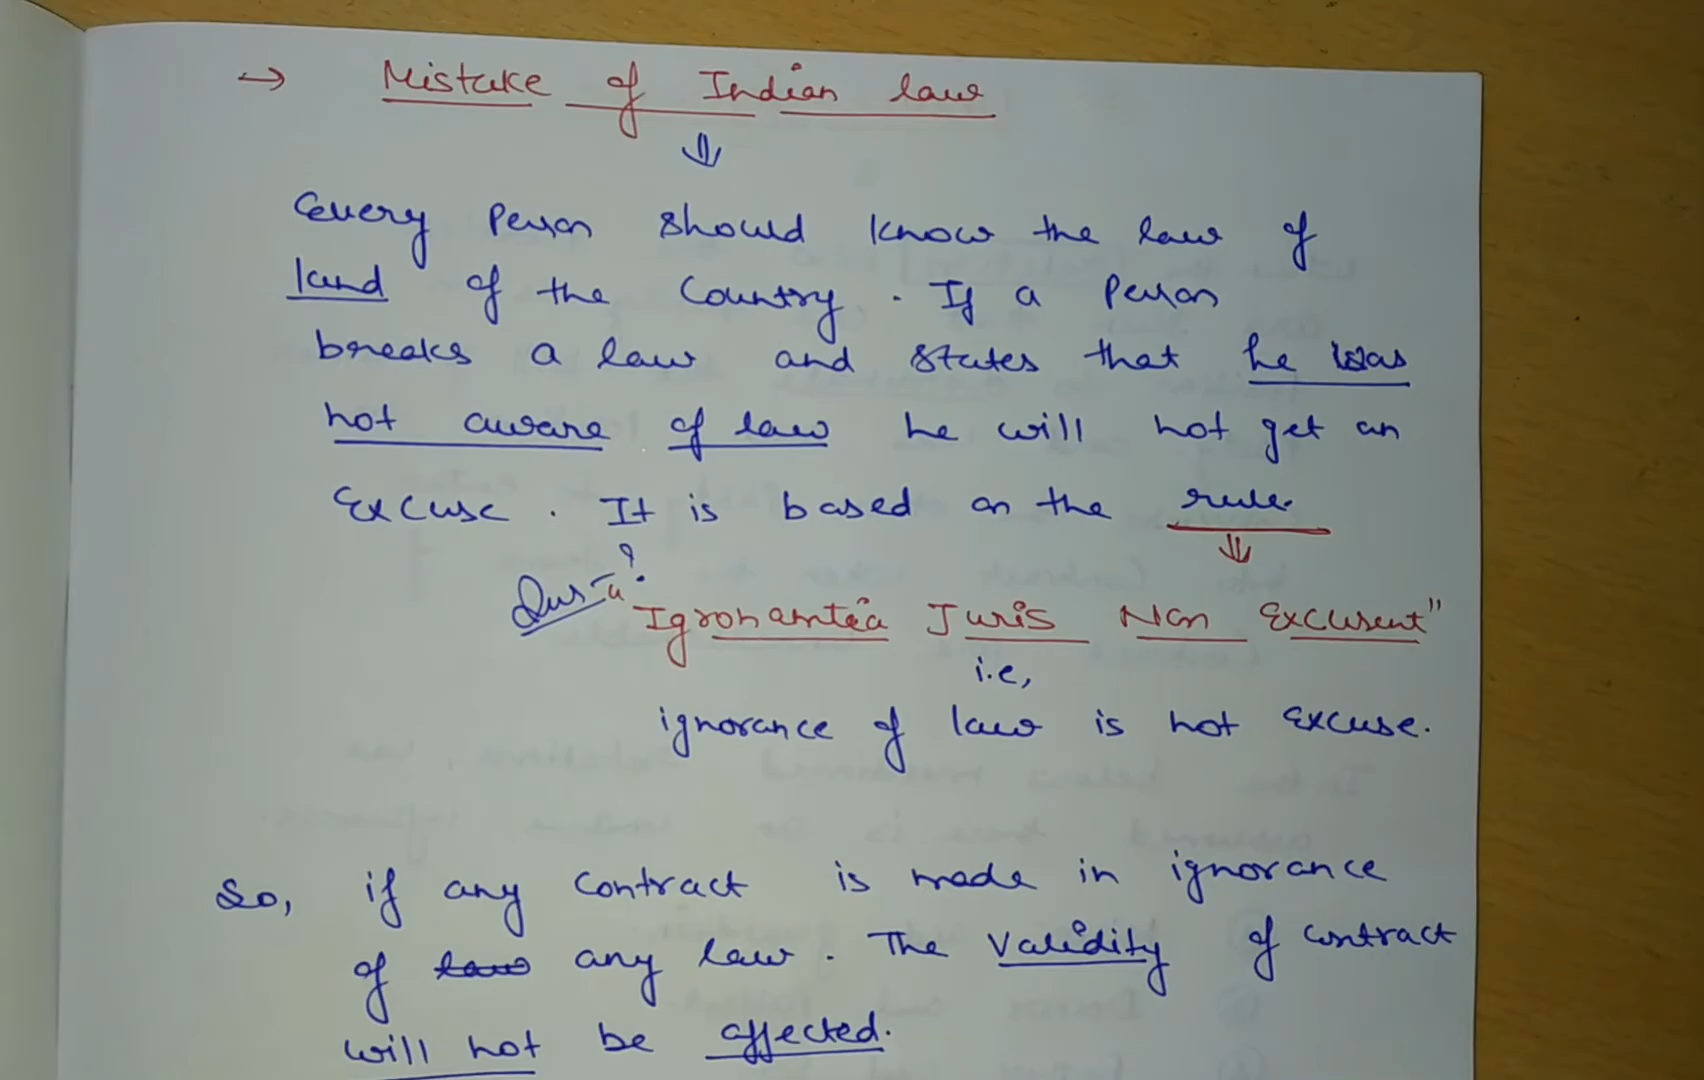 → Mistake of Indian law
⇓
Every Person should know the law of
land of the Country. If a Person
breaks a law and states that he was
not aware of law he will not get an
Excuse. It is based on the rule
⇓
Ques - ?
"Igronamtia Juris Non Excusent"
i.e,
ignorance of law is not Excuse.
So, if any Contract is made in ignorance
of law any law. The Validity of contract
will not be affected.